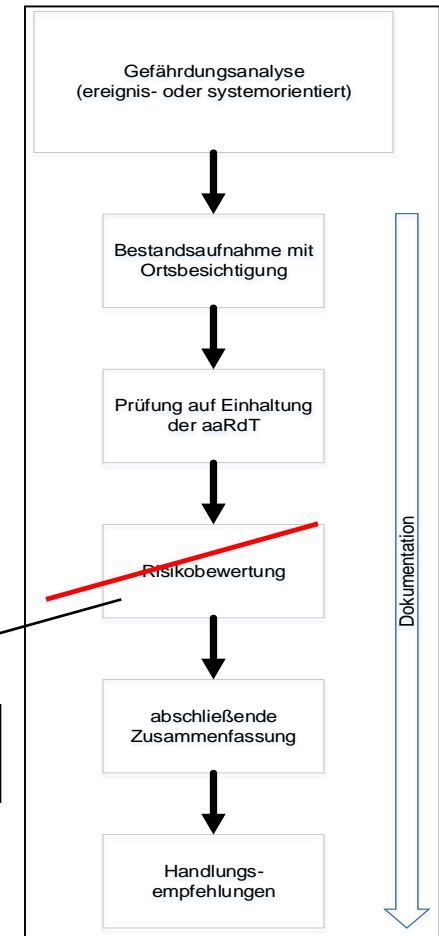 Gefährdungsanalyse
(ereignis- oder systemorientiert)
Bestandsaufnahme mit
Ortsbesichtigung
Prüfung auf Einhaltung
der aaRdT
Risikobewertung
abschließende
Zusammenfassung
Handlungs-
empfehlungen
Dokumentation